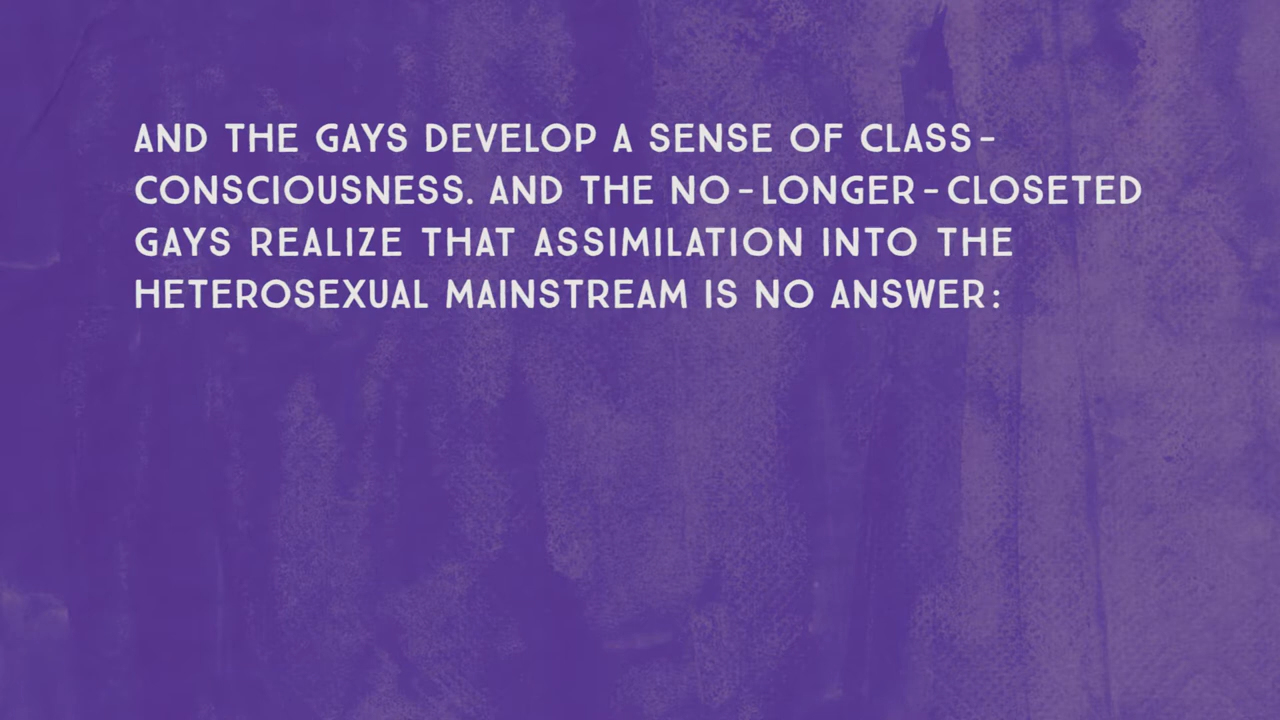 AND THE GAYS DEVELOP A SENSE OF CLASS-
CONSCIOUSNESS. AND THE NO-LONGER-CLOSETED
GAYS REALIZE THAT ASSIMILATION INTO THE
HETEROSEXUAL MAINSTREAM IS NO ANSWER: